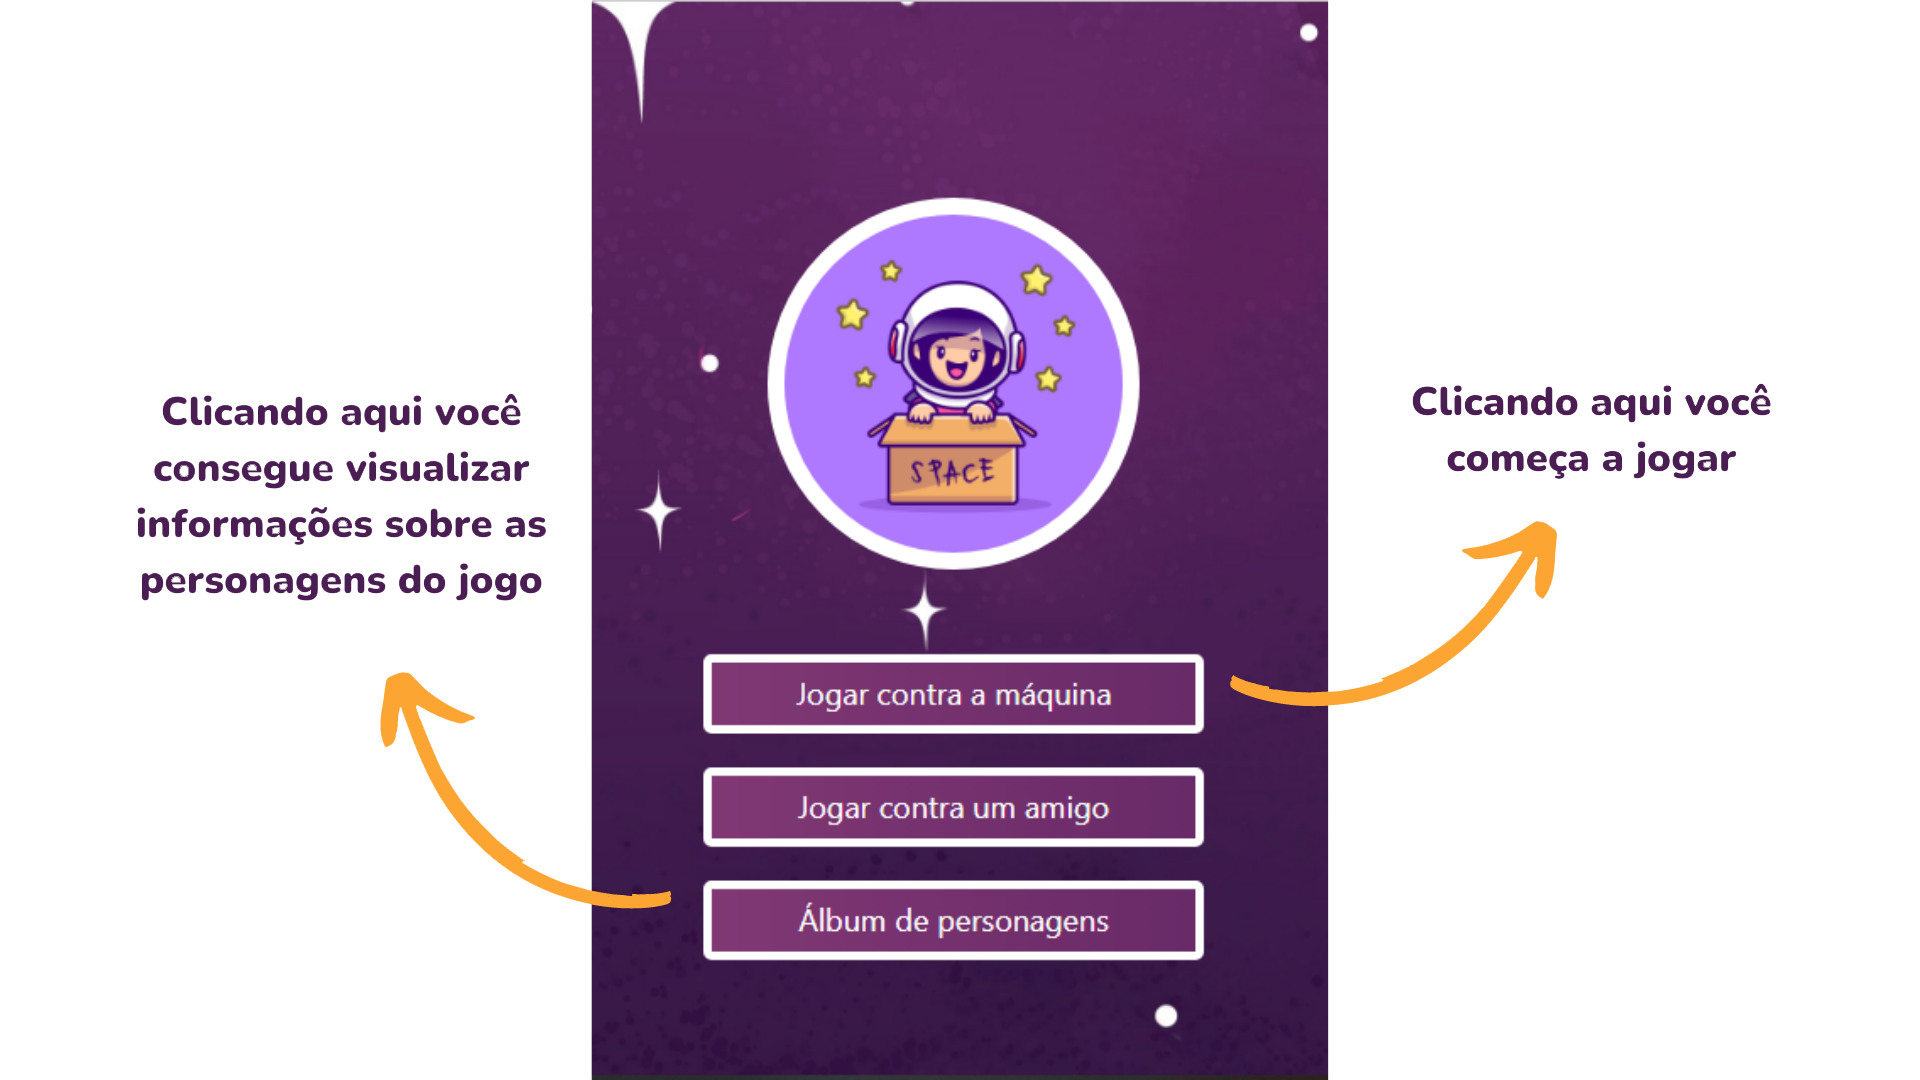 Clicando aqui você
consegue visualizar
informações sobre as
personagens do jogo
SPACE
Jogar contra a máquina
Jogar contra um amigo
Álbum de personagens
Clicando aqui você
começa a jogar